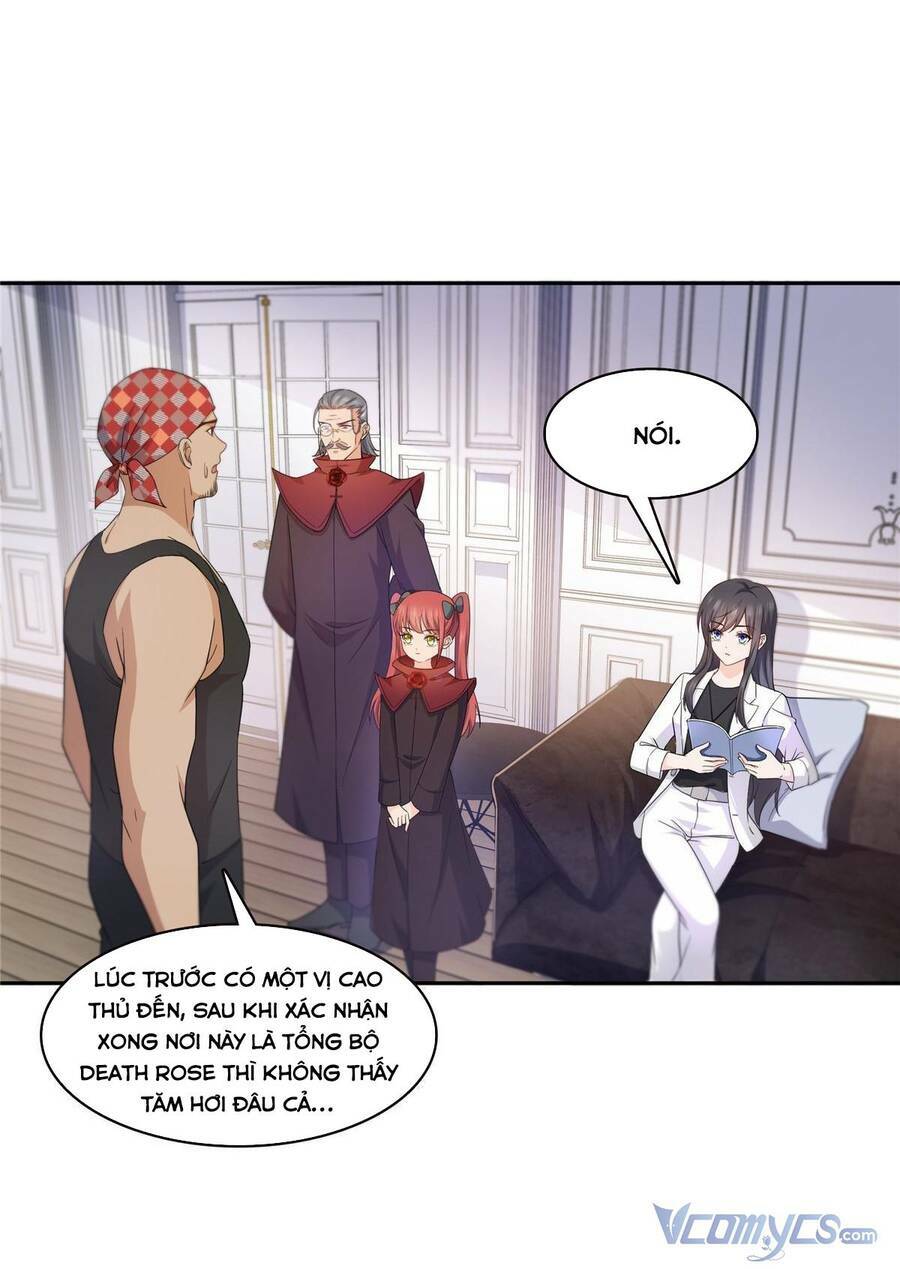 NÓI.
LÚC TRƯỚC CÓ MỘT VỊ CAO
THỦ ĐẾN, SAU KHI XÁC NHẬN
XONG NƠI NÀY LÀ TỔNG BỘ
DEATH ROSE THÌ KHÔNG THẤY
TĂM HƠI ĐÂU CẢ...
VCOMYCS.com